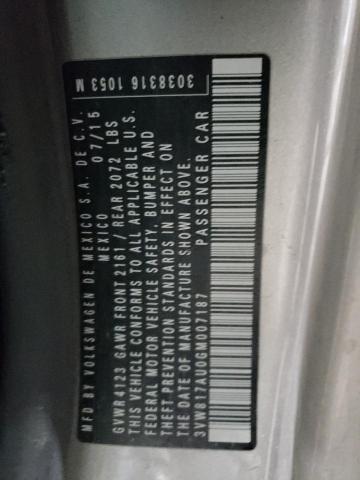 MFD BY VOLKSWAGEN DE MEXICO S.A. DE C.V.
MEXICO 07/15
GVWR 4123 GAWR FRONT 2161 / REAR 2072 LBS
THIS VEHICLE CONFORMS TO ALL APPLICABLE U.S.
FEDERAL MOTOR VEHICLE SAFETY, BUMPER AND
THEFT PREVENTION STANDARDS IN EFFECT ON
THE DATE OF MANUFACTURE SHOWN ABOVE.
3VW017AU0GM007187 PASSENGER CAR
3038316 1053 M